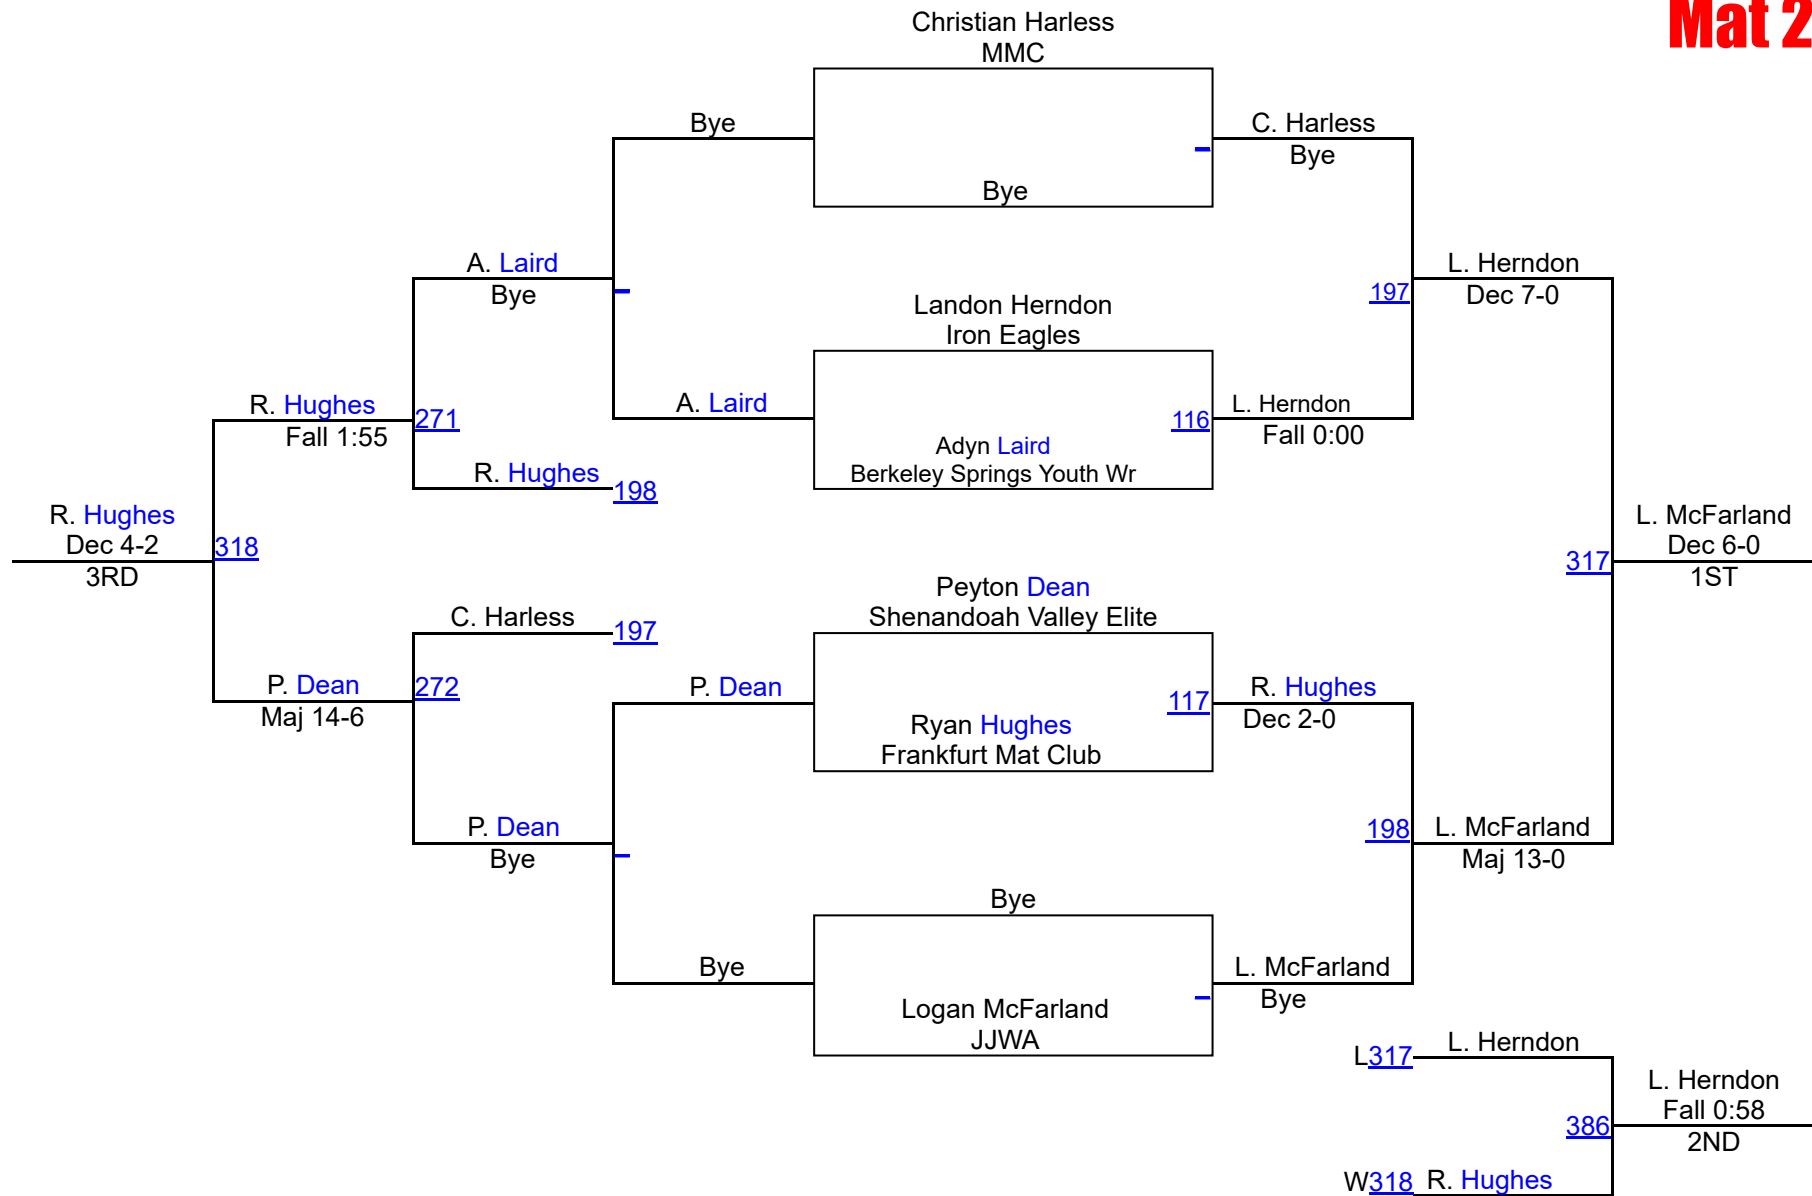 Mat 2
Christian Harless
MMC
Bye
C. Harless
Bye
Bye
A. Laird
Bye
L. Herndon
197
Dec 7-0
Landon Herndon
Iron Eagles
R. Hughes
271
Fall 1:55
A. Laird
116
L. Herndon
Fall 0:00
Adyn Laird
Berkeley Springs Youth Wr
R. Hughes
198
R. Hughes
Dec 4-2
318
3RD
L. McFarland
Dec 6-0
317
1ST
Peyton Dean
Shenandoah Valley Elite
C. Harless
197
P. Dean
272
Maj 14-6
P. Dean
117
R. Hughes
Dec 2-0
Ryan Hughes
Frankfurt Mat Club
P. Dean
Bye
198
L. McFarland
Maj 13-0
Bye
Bye
L. McFarland
Bye
Logan McFarland
JJWA
L317
L. Herndon
L. Herndon
Fall 0:58
386
2ND
W318
R. Hughes